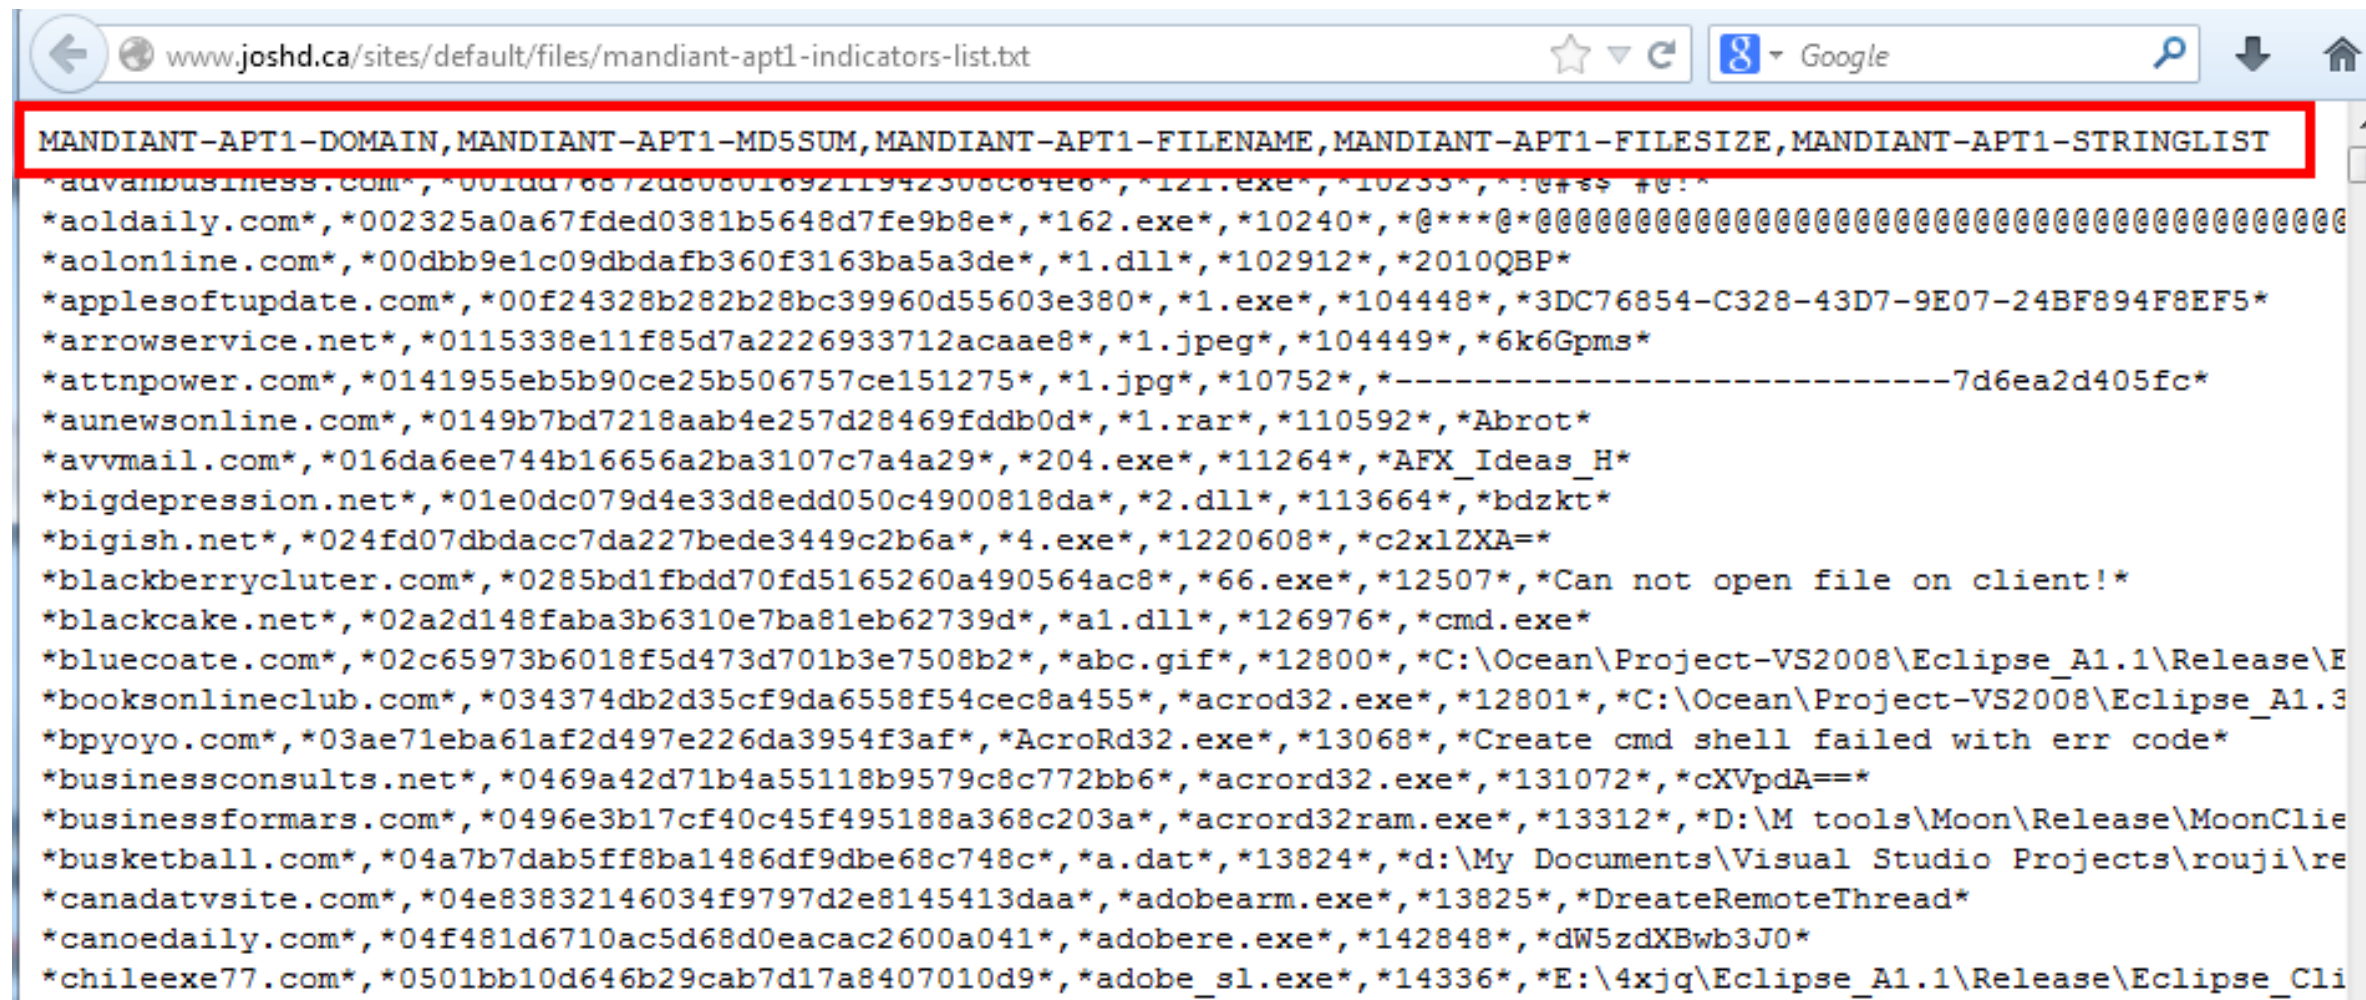 www.joshd.ca/sites/default/files/mandiant-apt1-indicators-list.txt
8 Google
MANDIANT-APT1-DOMAIN,MANDIANT-APT1-MD5SUM,MANDIANT-APT1-FILENAME,MANDIANT-APT1-FILESIZE,MANDIANT-APT1-STRINGLIST
*advanbusiness.com*,*001dd76872d80801692ff942308c64e6*,*121.exe*,*10233*,*!@#%$^#@!*
*aoldaily.com*,*002325a0a67fded0381b5648d7fe9b8e*,*162.exe*,*10240*,*@***@*@@@@@@@@@@@@@@@@@@@@@@@@@@@@@@@@@@@@@@@@@
*aolon1ine.com*,*00dbb9e1c09dbdafb360f3163ba5a3de*,*1.dll*,*102912*,*2010QBP*
*applesoftupdate.com*,*00f24328b282b28bc39960d55603e380*,*1.exe*,*104448*,*3DC76854-C328-43D7-9E07-24BF894F8EF5*
*arrowservice.net*,*0115338e11f85d7a2226933712acaae8*,*1.jpeg*,*104449*,*6k6Gpms*
*attnpower.com*,*0141955eb5b90ce25b506757ce151275*,*1.jpg*,*10752*,*----------------------------7d6ea2d405fc*
*aunewsonline.com*,*0149b7bd7218aab4e257d28469fddb0d*,*1.rar*,*110592*,*Abrot*
*avvmail.com*,*016da6ee744b16656a2ba3107c7a4a29*,*204.exe*,*11264*,*AFX_Ideas_H*
*bigdepression.net*,*01e0dc079d4e33d8edd050c4900818da*,*2.dll*,*113664*,*bdzkt*
*bigish.net*,*024fd07dbdacc7da227bede3449c2b6a*,*4.exe*,*1220608*,*c2xlZXA=*
*blackberrycluter.com*,*0285bd1fbdd70fd5165260a490564ac8*,*66.exe*,*12507*,*Can not open file on client!*
*blackcake.net*,*02a2d148faba3b6310e7ba81eb62739d*,*a1.dll*,*126976*,*cmd.exe*
*bluecoate.com*,*02c65973b6018f5d473d701b3e7508b2*,*abc.gif*,*12800*,*C:\Ocean\Project-VS2008\Eclipse_A1.1\Release\E
*booksonlineclub.com*,*034374db2d35cf9da6558f54cec8a455*,*acrod32.exe*,*12801*,*C:\Ocean\Project-VS2008\Eclipse_A1.3
*bpyoyo.com*,*03ae71eba61af2d497e226da3954f3af*,*AcroRd32.exe*,*13068*,*Create cmd shell failed with err code*
*businessconsults.net*,*0469a42d71b4a55118b9579c8c772bb6*,*acrord32.exe*,*131072*,*cXVpdA==*
*businessformars.com*,*0496e3b17cf40c45f495188a368c203a*,*acrord32ram.exe*,*13312*,*D:\M tools\Moon\Release\MoonClie
*busketball.com*,*04a7b7dab5ff8ba1486df9dbe68c748c*,*a.dat*,*13824*,*d:\My Documents\Visual Studio Projects\rouji\re
*canadatvsite.com*,*04e83832146034f9797d2e8145413daa*,*adobearm.exe*,*13825*,*DreateRemoteThread*
*canoedaily.com*,*04f481d6710ac5d68d0eacac2600a041*,*adobere.exe*,*142848*,*dW5zdXBwb3J0*
*chileexe77.com*,*0501bb10d646b29cab7d17a8407010d9*,*adobe_sl.exe*,*14336*,*E:\4xjq\Eclipse_A1.1\Release\Eclipse_Cli